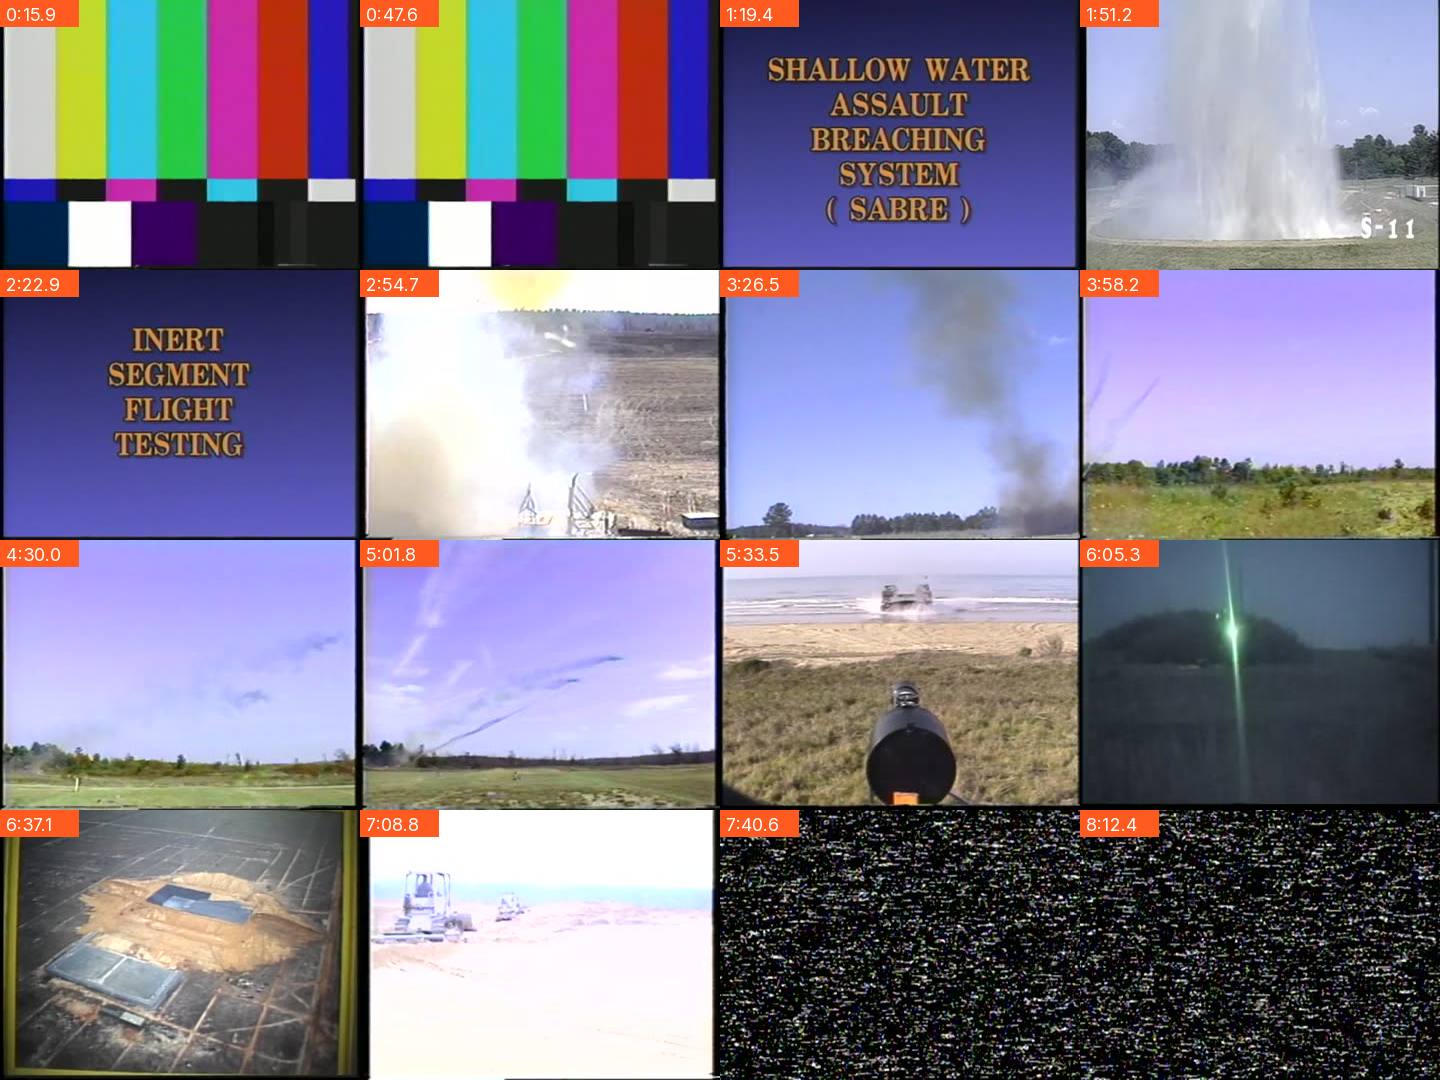 0:15.9
0:47.6
1:19.4
SHALLOW WATER
ASSAULT
BREACHING
SYSTEM
( SABRE )
1:51.2
S-11
2:22.9
INERT
SEGMENT
FLIGHT
TESTING
2:54.7
3:26.5
3:58.2
4:30.0
5:01.8
5:33.5
6:05.3
6:37.1
7:08.8
7:40.6
8:12.4